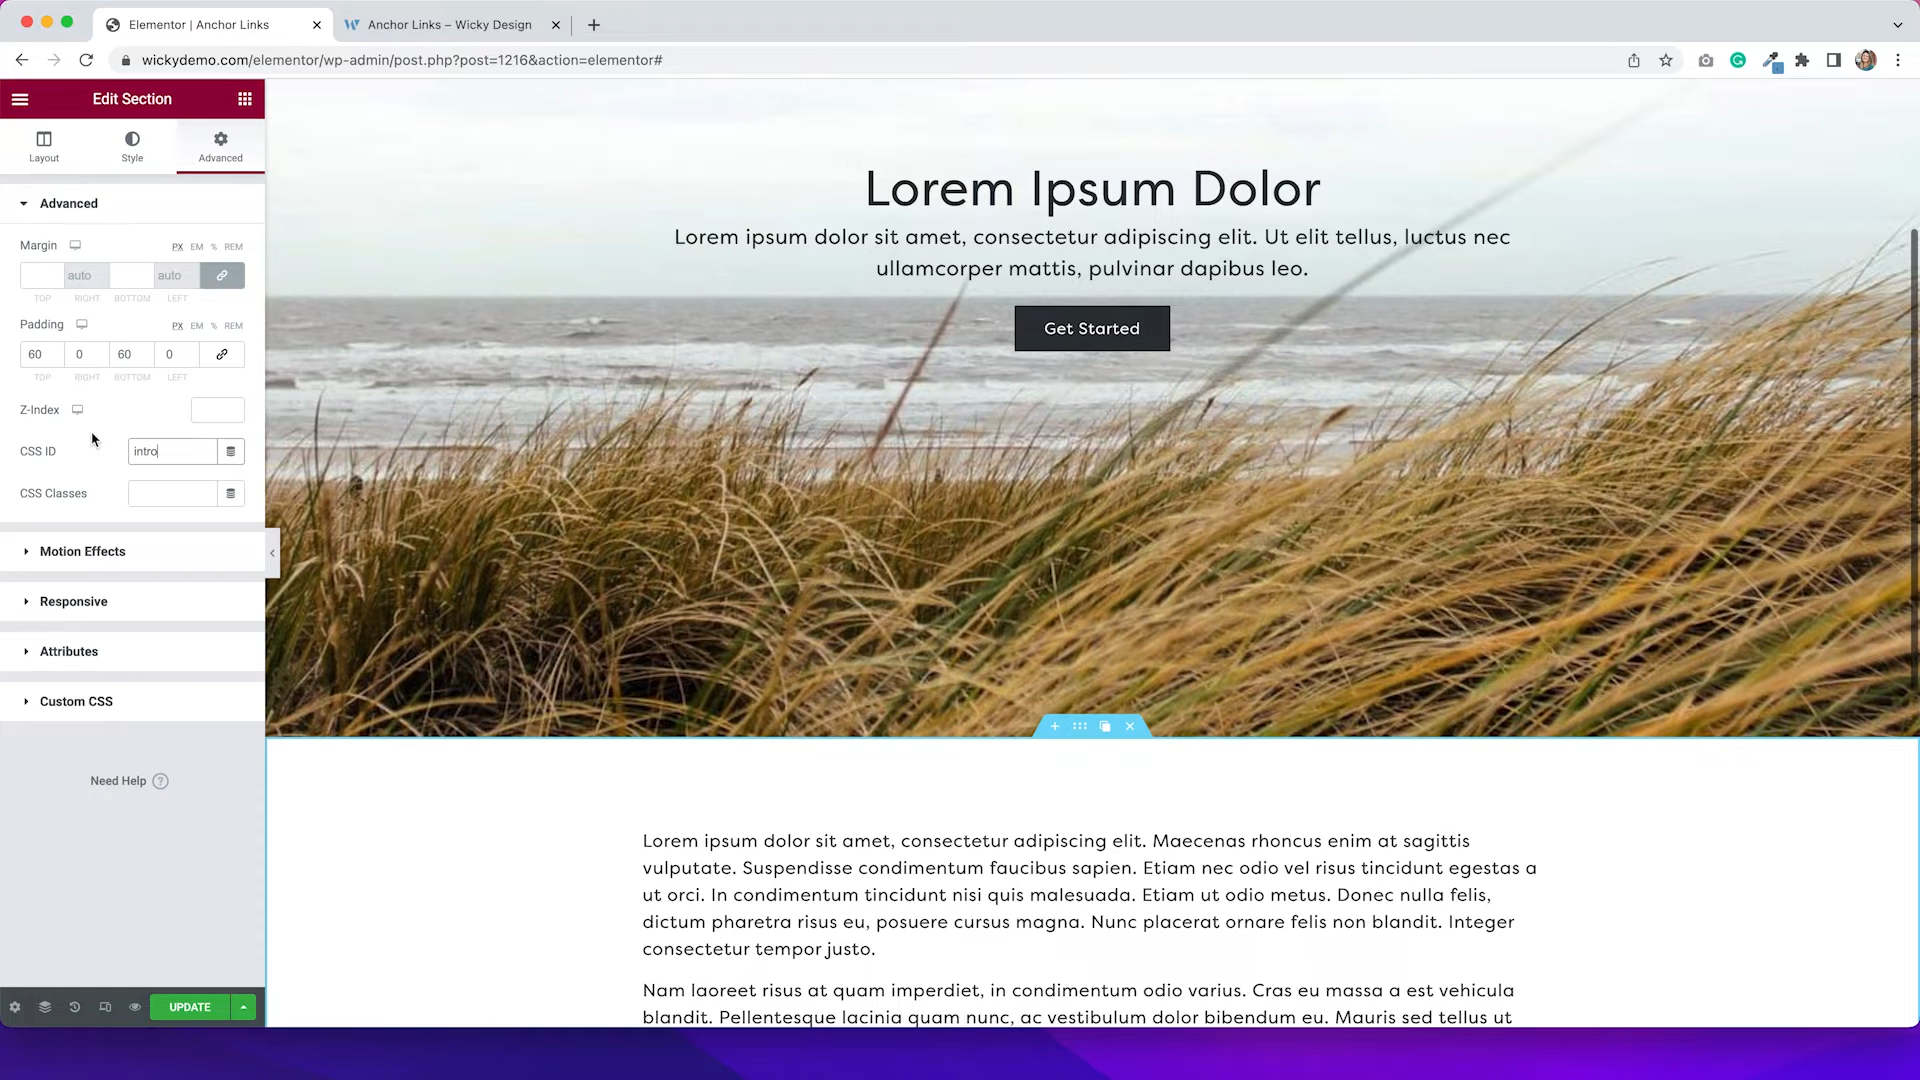 Elementor | Anchor Links
Anchor Links – Wicky Design
wickydemo.com/elementor/wp-admin/post.php?post=1216&action=elementor#
Edit Section
Layout
Style
Advanced
Advanced
Margin
PX EM % REM
auto
auto
TOP RIGHT BOTTOM LEFT
Padding
PX EM % REM
60 0 60 0
TOP RIGHT BOTTOM LEFT
Z-Index
CSS ID
intro
CSS Classes
Motion Effects
Responsive
Attributes
Custom CSS
Need Help ?
UPDATE
Lorem Ipsum Dolor
Lorem ipsum dolor sit amet, consectetur adipiscing elit. Ut elit tellus, luctus nec
ullamcorper mattis, pulvinar dapibus leo.
Get Started
Lorem ipsum dolor sit amet, consectetur adipiscing elit. Maecenas rhoncus enim at sagittis
vulputate. Suspendisse condimentum faucibus sapien. Etiam nec odio vel risus tincidunt egestas a
ut orci. In condimentum tincidunt nisi quis malesuada. Etiam ut odio metus. Donec nulla felis,
dictum pharetra risus eu, posuere cursus magna. Nunc placerat ornare felis non blandit. Integer
consectetur tempor justo.
Nam laoreet risus at quam imperdiet, in condimentum odio varius. Cras eu massa a est vehicula
blandit. Pellentesque lacinia quam nunc, ac vestibulum dolor bibendum eu. Mauris sed tellus ut